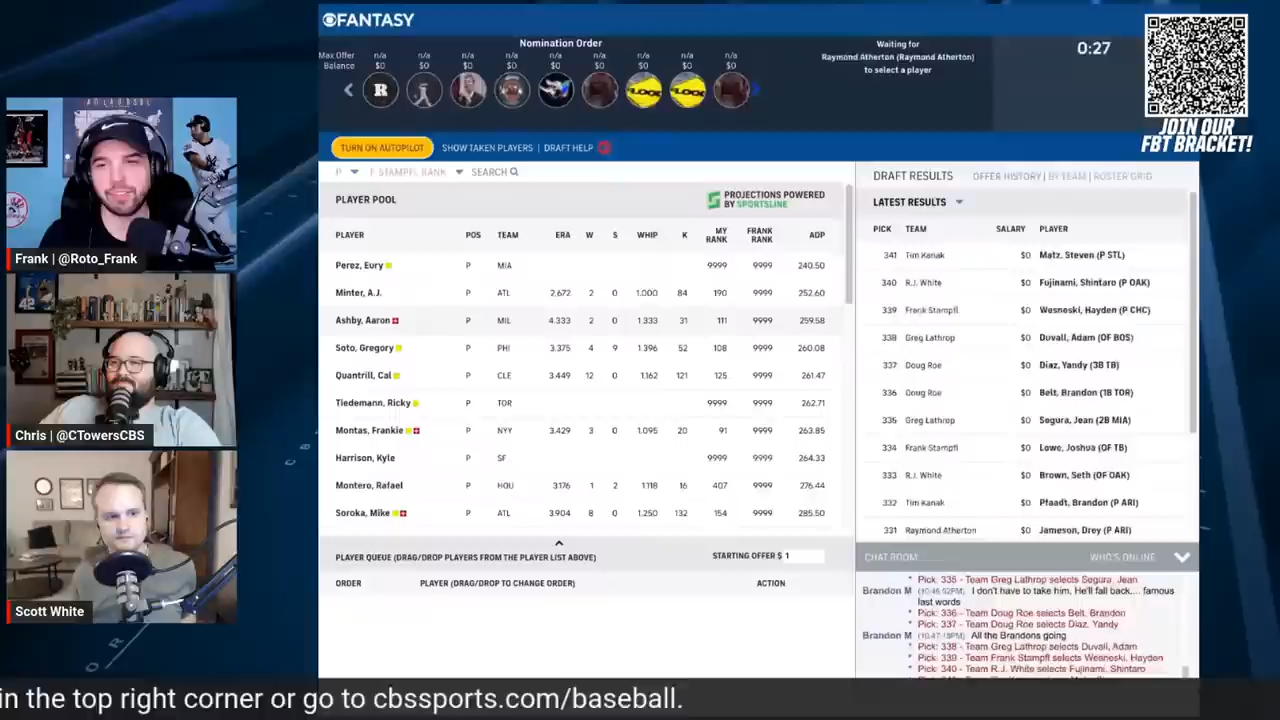 FANTASY
Nomination Order
Max Offer n/a n/a n/a n/a n/a n/a n/a n/a n/a
Balance $0 $0 $0 $0 $0 $0 $0 $0 $0
R
Waiting for
Raymond Atherton (Raymond Atherton)
to select a player
0:27
JOIN OUR
FBT BRACKET!
TURN ON AUTOPILOT SHOW TAKEN PLAYERS | DRAFT HELP
P F STAMPFL RANK SEARCH
PLAYER POOL
PROJECTIONS POWERED
BY SPORTSLINE
PLAYER POS TEAM ERA W S WHIP K MY RANK FRANK RANK ADP
Perez, Eury P MIA 9999 9999 240.50
Minter, A.J. P ATL 2.672 2 0 1.000 84 190 9999 252.60
Ashby, Aaron P MIL 4.333 2 0 1.333 31 111 9999 259.58
Soto, Gregory P PHI 3.375 4 9 1.396 52 108 9999 260.08
Quantrill, Cal P CLE 3.449 12 0 1.162 121 125 9999 261.47
Tiedemann, Ricky P TOR 9999 9999 262.71
Montas, Frankie P NYY 3.429 3 0 1.095 20 91 9999 263.85
Harrison, Kyle P SF 9999 9999 264.33
Montero, Rafael P HOU 3.176 1 2 1.118 16 407 9999 276.44
Soroka, Mike P ATL 3.904 8 0 1.250 132 154 9999 285.50
PLAYER QUEUE (DRAG/DROP PLAYERS FROM THE PLAYER LIST ABOVE) STARTING OFFER $ 1
ORDER PLAYER (DRAG/DROP TO CHANGE ORDER) ACTION
DRAFT RESULTS OFFER HISTORY | BY TEAM | ROSTER GRID
LATEST RESULTS
PICK TEAM SALARY PLAYER
341 Tim Kanak $0 Matz, Steven (P STL)
340 R.J. White $0 Fujinami, Shintaro (P OAK)
339 Frank Stampfl $0 Wesneski, Hayden (P CHC)
338 Greg Lathrop $0 Duvall, Adam (OF BOS)
337 Doug Roe $0 Diaz, Yandy (3B TB)
336 Doug Roe $0 Belt, Brandon (1B TOR)
335 Greg Lathrop $0 Segura, Jean (2B MIA)
334 Frank Stampfl $0 Lowe, Joshua (OF TB)
333 R.J. White $0 Brown, Seth (OF OAK)
332 Tim Kanak $0 Pfaadt, Brandon (P ARI)
331 Raymond Atherton $0 Jameson, Drey (P ARI)
CHAT ROOM WHO'S ONLINE
* Pick: 335 - Team Greg Lathrop selects Segura, Jean
Brandon M (10:46:02PM) I don't have to take him. He'll fall back.... famous
last words
* Pick: 336 - Team Doug Roe selects Belt, Brandon
* Pick: 337 - Team Doug Roe selects Diaz, Yandy
Brandon M (10:47:18PM) All the Brandons going
* Pick: 338 - Team Greg Lathrop selects Duvall, Adam
* Pick: 339 - Team Frank Stampfl selects Wesneski, Hayden
* Pick: 340 - Team R.J. White selects Fujinami, Shintaro
Frank | @Roto_Frank
42
Chris | @CTowersCBS
Scott White
in the top right corner or go to cbssports.com/baseball.